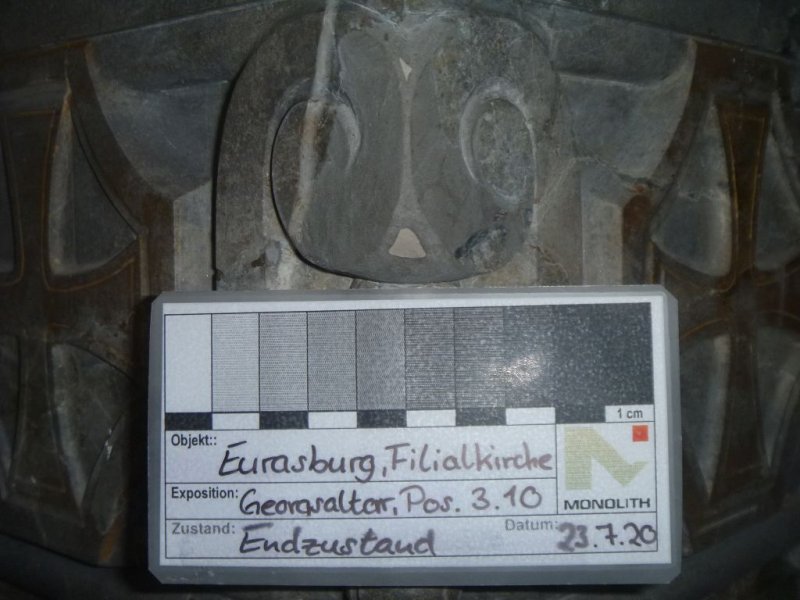 1 cm
Objekt::
Eurasburg, Filialkirche
Exposition:
Georgsaltar, Pos. 3.10
MONOLITH
Zustand:
Endzustand
Datum:
23.7.20